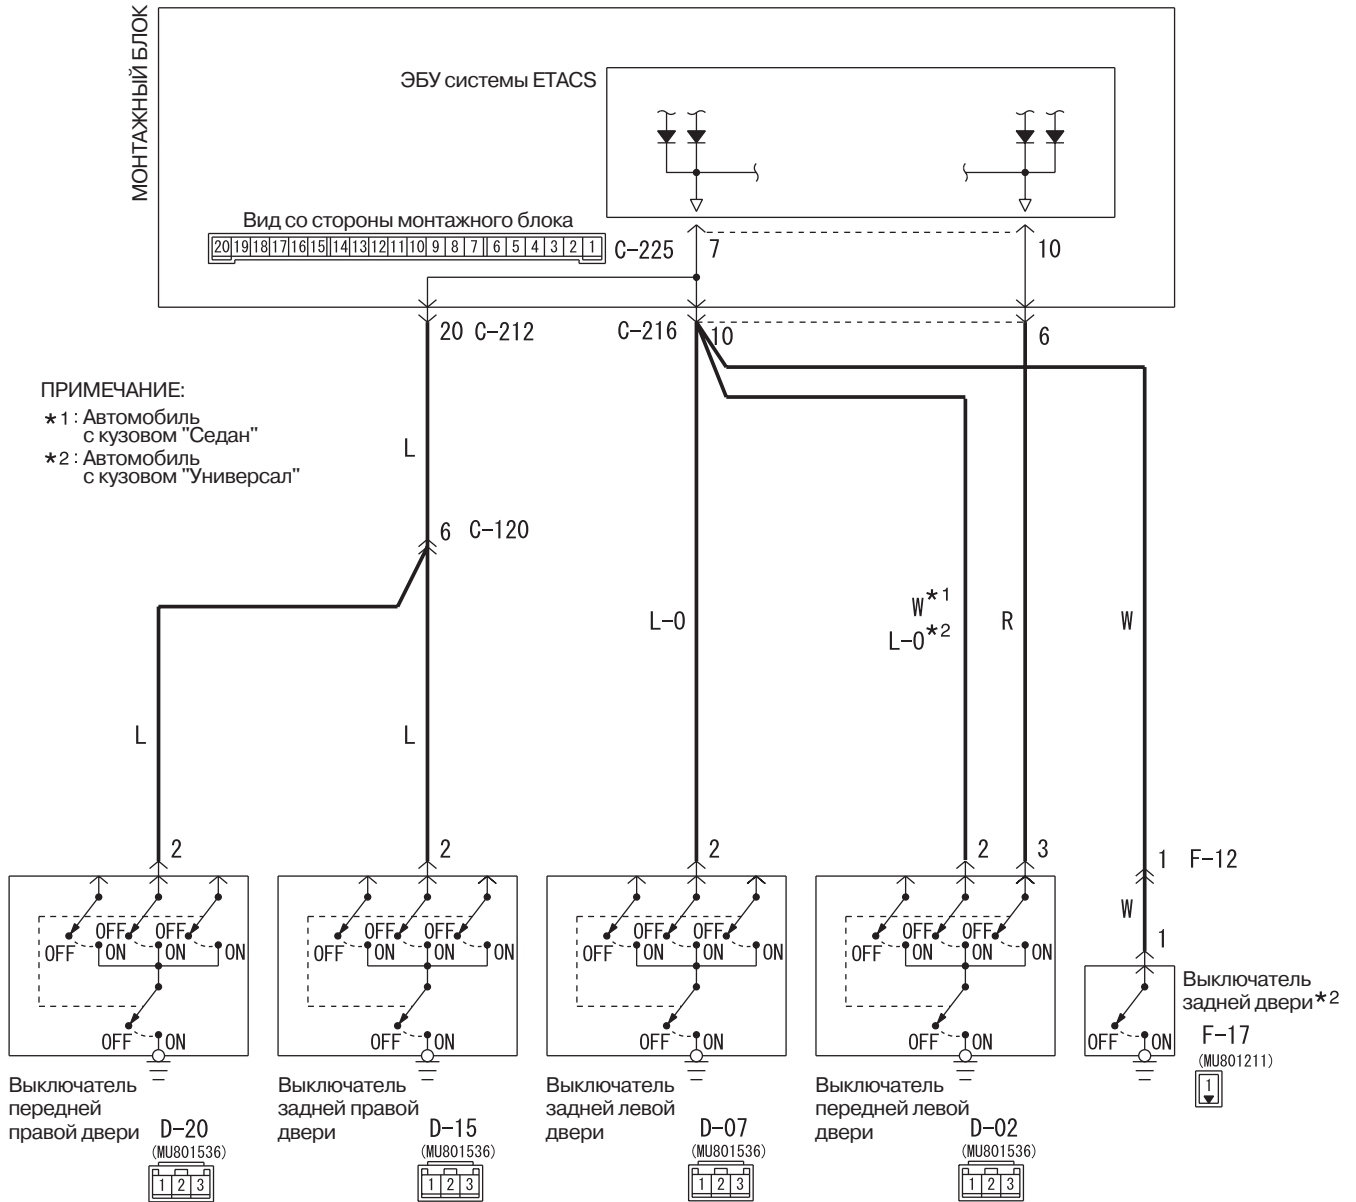 МОНТАЖНЫЙ БЛОК
ЭБУ системы ETACS
Вид со стороны монтажного блока
20 19 18 17 16 15 14 13 12 11 10 9 8 7 6 5 4 3 2 1
C-225
7
10
20 C-212
C-216
10
6
ПРИМЕЧАНИЕ:
*1: Автомобиль
с кузовом "Седан"
*2: Автомобиль
с кузовом "Универсал"
L
6 C-120
L-O
W*1
L-O*2
R
W
L
L
2
2
2
2
3
1 F-12
W
1
OFF OFF OFF
ON ON ON
OFF ON
OFF OFF OFF
ON ON ON
OFF ON
OFF OFF OFF
ON ON ON
OFF ON
OFF OFF OFF
ON ON ON
OFF ON
OFF ON
Выключатель
задней двери*2
F-17
(MU801211)
1
Выключатель
передней
правой двери
D-20
(MU801536)
1 2 3
Выключатель
задней правой
двери
D-15
(MU801536)
1 2 3
Выключатель
задней левой
двери
D-07
(MU801536)
1 2 3
Выключатель
передней левой
двери
D-02
(MU801536)
1 2 3